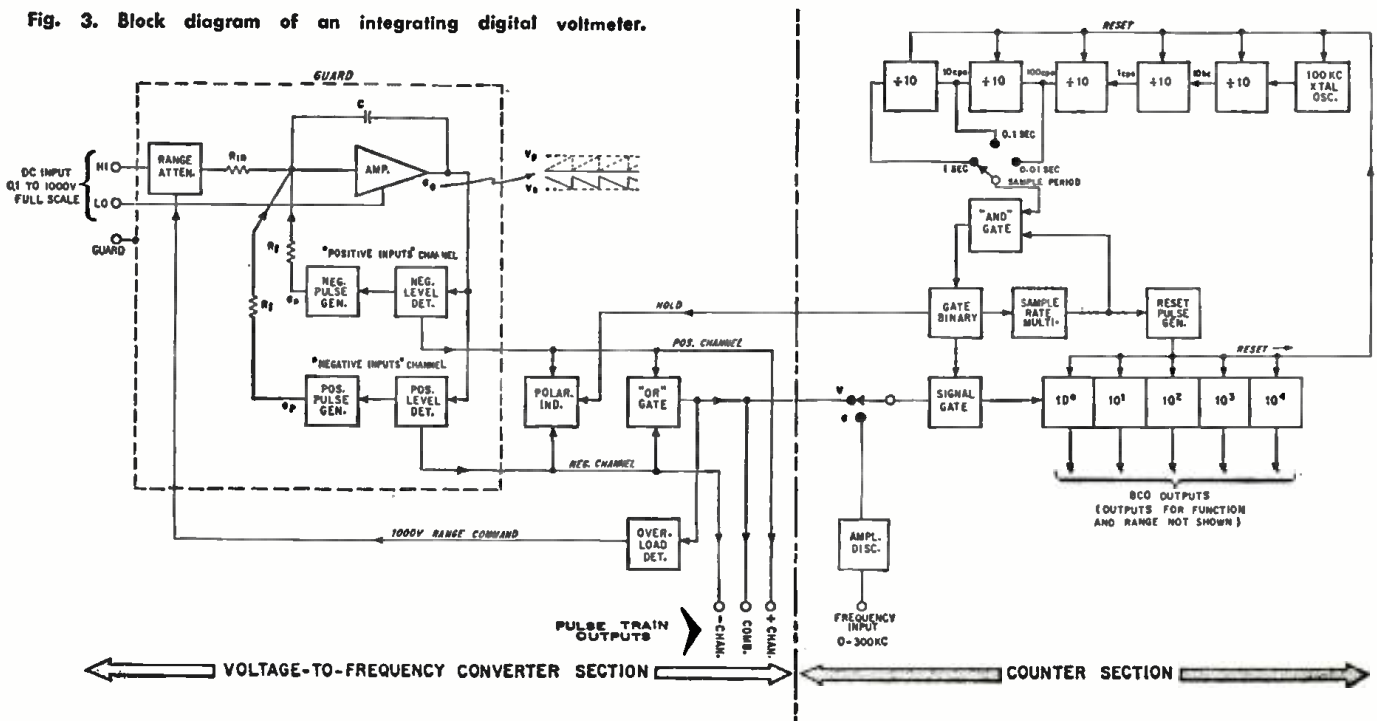 Fig. 3. Block diagram of an integrating digital voltmeter.
GUARD
DC INPUT
0.1 TO 1000V
FULL SCALE
HI
LO
GUARD
RANGE
ATTEN.
RIN
C
AMP.
eo
Vp
Rf
"POSITIVE INPUTS" CHANNEL
NEG.
PULSE
GEN.
NEG.
LEVEL
DET.
eP
Rf
"NEGATIVE INPUTS" CHANNEL
POS.
PULSE
GEN.
POS.
LEVEL
DET.
eP
HOLD
POS. CHANNEL
POLAR.
IND.
"OR"
GATE
NEG. CHANNEL
1000V RANGE COMMAND
OVER-
LOAD
DET.
PULSE TRAIN
OUTPUTS
-CHAN.
COMB.
+CHAN.
VOLTAGE-TO-FREQUENCY CONVERTER SECTION
RESET
÷10
10cps
÷10
100cps
÷10
1cps
÷10
10kc
÷10
100KC
XTAL
OSC.
0.1 SEC
1 SEC
0.01 SEC
SAMPLE PERIOD
"AND"
GATE
GATE
BINARY
SAMPLE
RATE
MULTI-
RESET
PULSE
GEN.
RESET
V
SIGNAL
GATE
10⁰
10¹
10²
10³
10⁴
BCD OUTPUTS
(OUTPUTS FOR FUNCTION
AND RANGE NOT SHOWN)
AMPL.
DISC.
FREQUENCY
INPUT
0-300KC
COUNTER SECTION